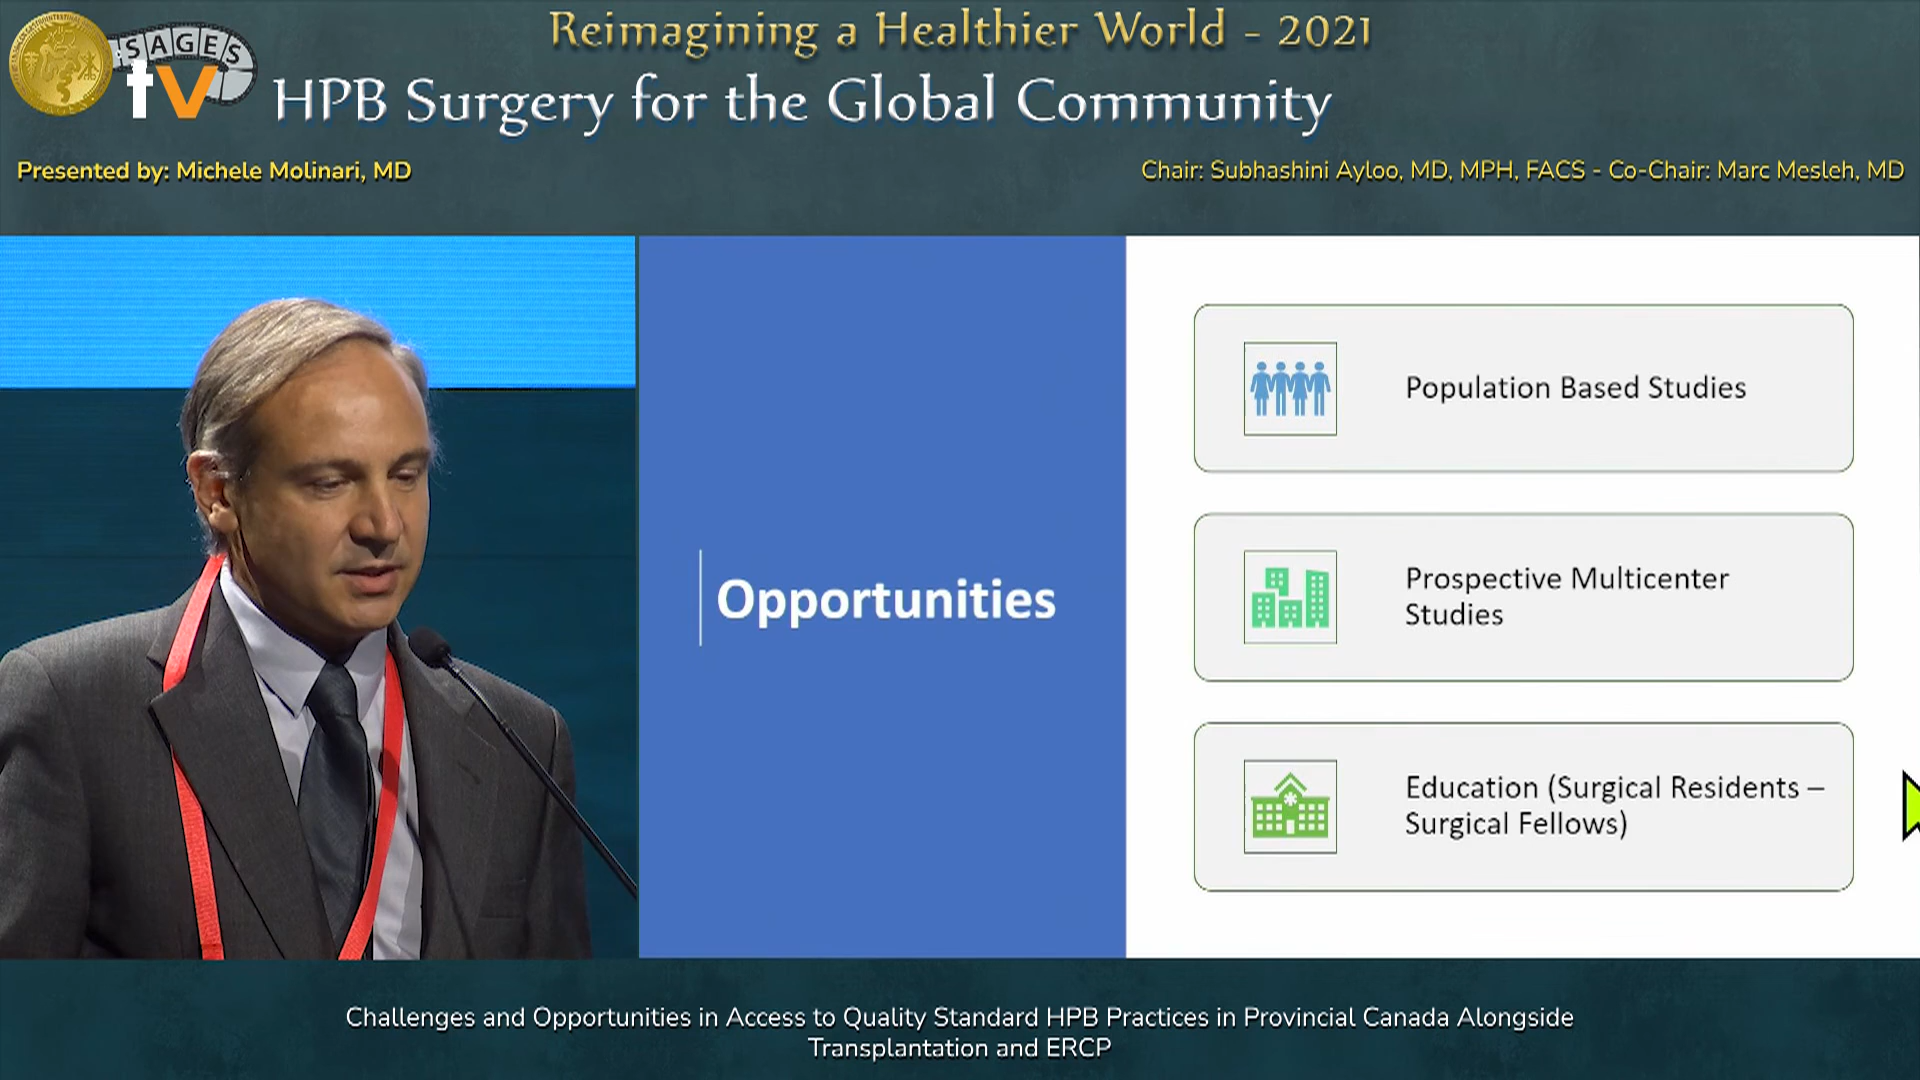 SAGES
tv
Reimagining a Healthier World - 2021
HPB Surgery for the Global Community
Presented by: Michele Molinari, MD
Chair: Subhashini Ayloo, MD, MPH, FACS - Co-Chair: Marc Mesleh, MD
Opportunities
Population Based Studies
Prospective Multicenter
Studies
Education (Surgical Residents –
Surgical Fellows)
Challenges and Opportunities in Access to Quality Standard HPB Practices in Provincial Canada Alongside
Transplantation and ERCP